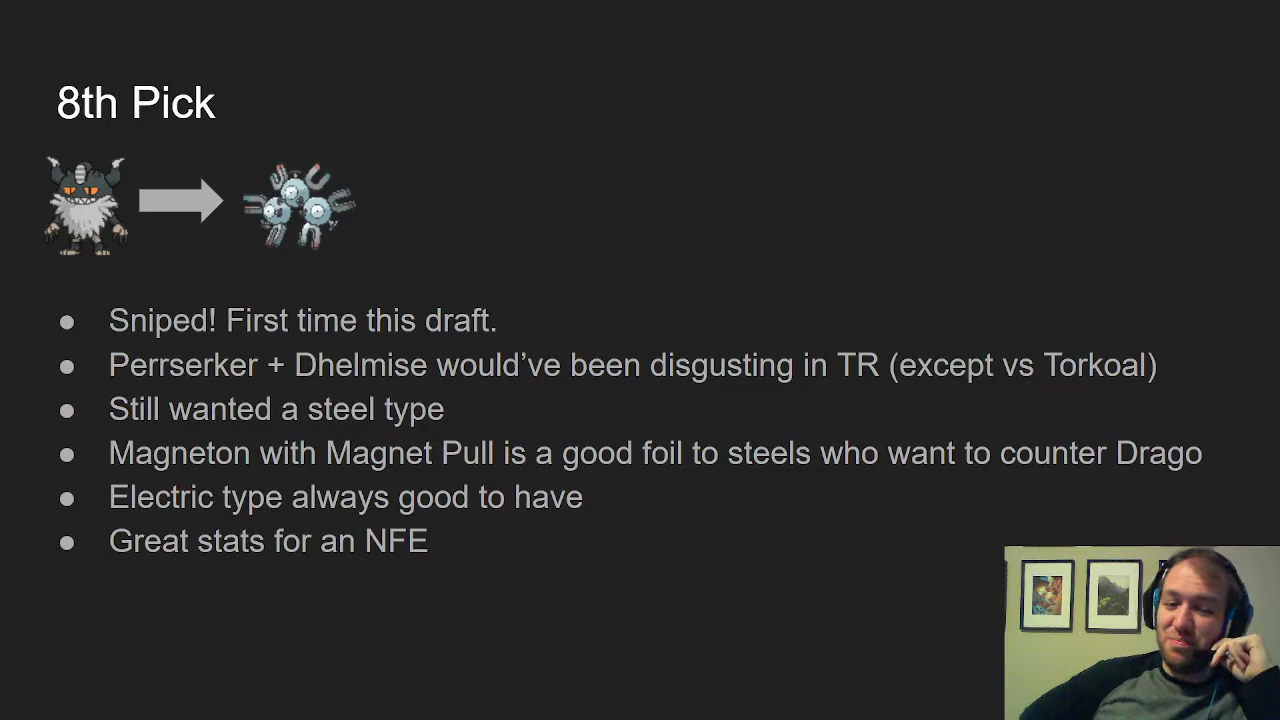 8th Pick
● Sniped! First time this draft.
● Perrserker + Dhelmise would’ve been disgusting in TR (except vs Torkoal)
● Still wanted a steel type
● Magneton with Magnet Pull is a good foil to steels who want to counter Drago
● Electric type always good to have
● Great stats for an NFE